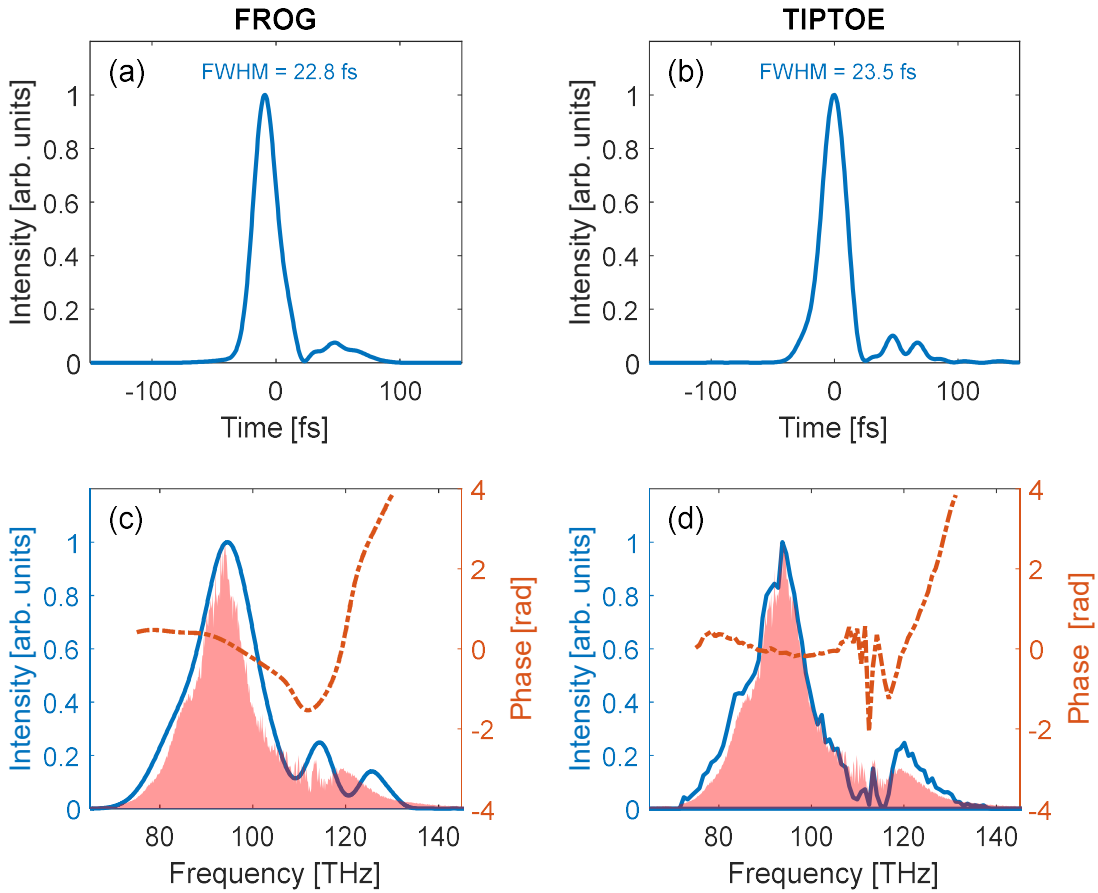 FROG
TIPTOE
(a)
FWHM = 22.8 fs
Intensity [arb. units]
1
0.8
0.6
0.4
0.2
0
-100
0
100
Time [fs]
(b)
FWHM = 23.5 fs
Intensity [arb. units]
1
0.8
0.6
0.4
0.2
0
-100
0
100
Time [fs]
(c)
Intensity [arb. units]
1
0.8
0.6
0.4
0.2
0
4
2
0
-2
-4
Phase [rad]
80
100
120
140
Frequency [THz]
(d)
Intensity [arb. units]
1
0.8
0.6
0.4
0.2
0
4
2
0
-2
-4
Phase [rad]
80
100
120
140
Frequency [THz]